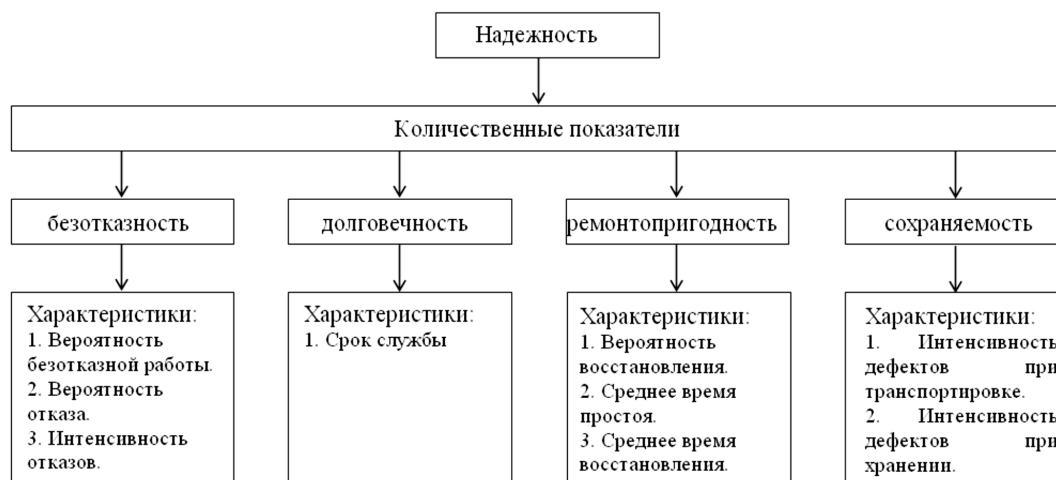 Надежность
Количественные показатели
безотказность
долговечность
ремонтопригодность
сохраняемость
Характеристики:
1. Вероятность
безотказной работы.
2. Вероятность
отказа.
3. Интенсивность
отказов.
Характеристики:
1. Срок службы
Характеристики:
1. Вероятность
восстановления.
2. Среднее время
простоя.
3. Среднее время
восстановления.
Характеристики:
1. Интенсивность
дефектов при
транспортировке.
2. Интенсивность
дефектов при
хранении.